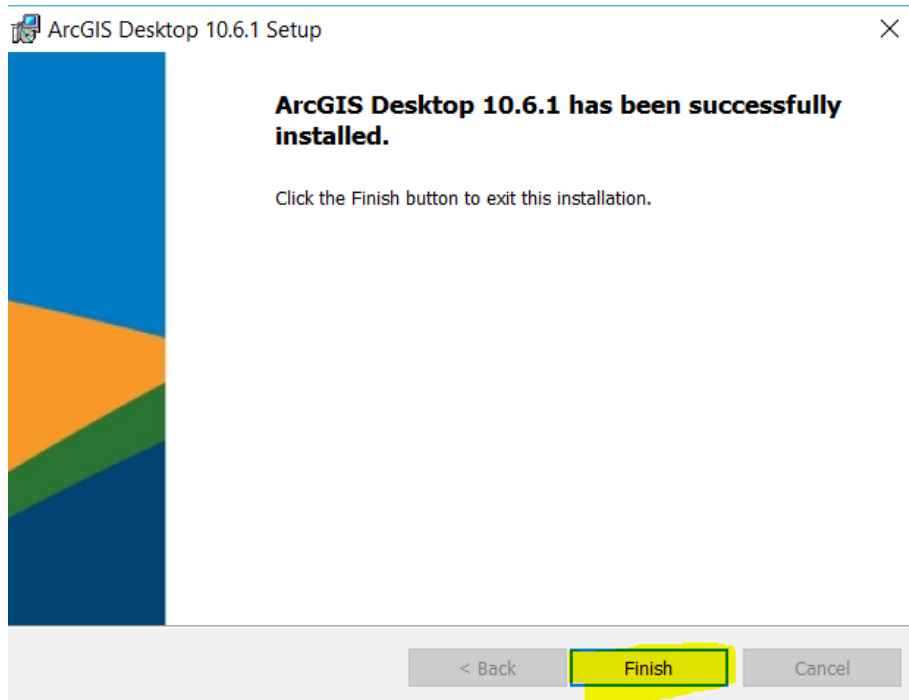 ArcGIS Desktop 10.6.1 Setup
ArcGIS Desktop 10.6.1 has been successfully
installed.
Click the Finish button to exit this installation.
< Back Finish Cancel